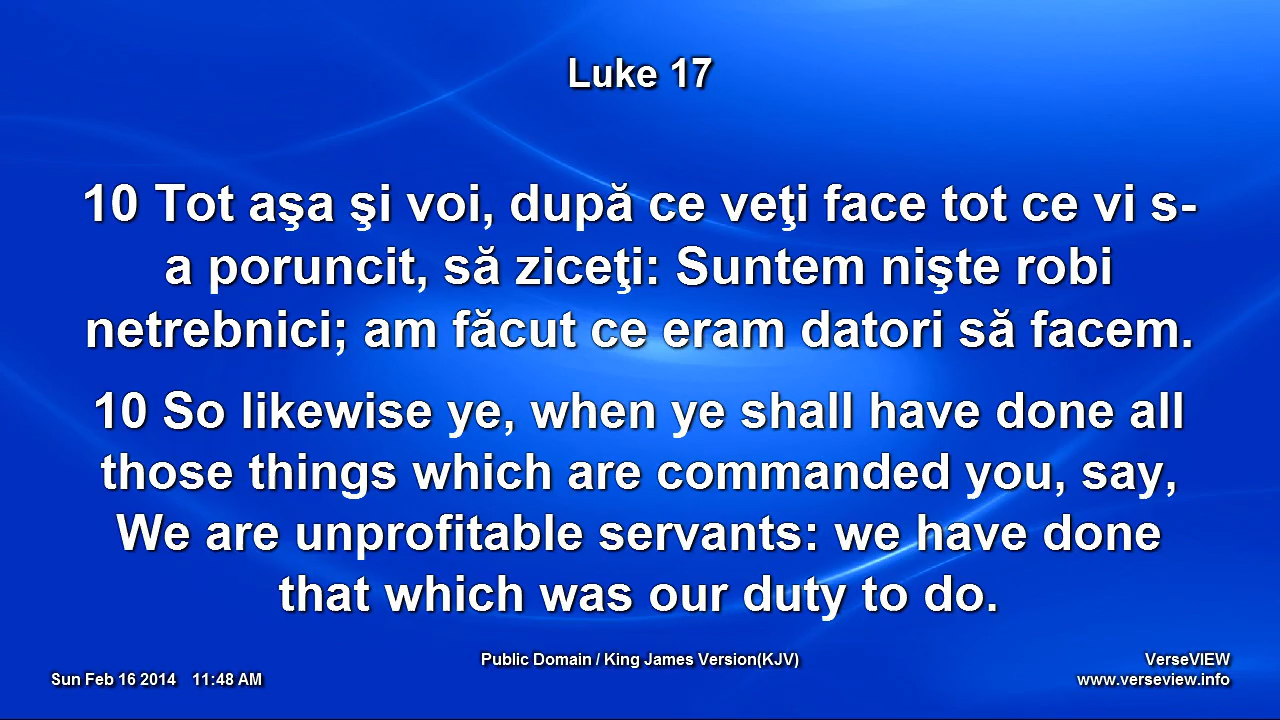 Luke 17
10 Tot aşa şi voi, după ce veţi face tot ce vi s-
a poruncit, să ziceţi: Suntem nişte robi
netrebnici; am făcut ce eram datori să facem.
10 So likewise ye, when ye shall have done all
those things which are commanded you, say,
We are unprofitable servants: we have done
that which was our duty to do.
Public Domain / King James Version(KJV)
VerseVIEW
Sun Feb 16 2014 11:48 AM
www.verseview.info